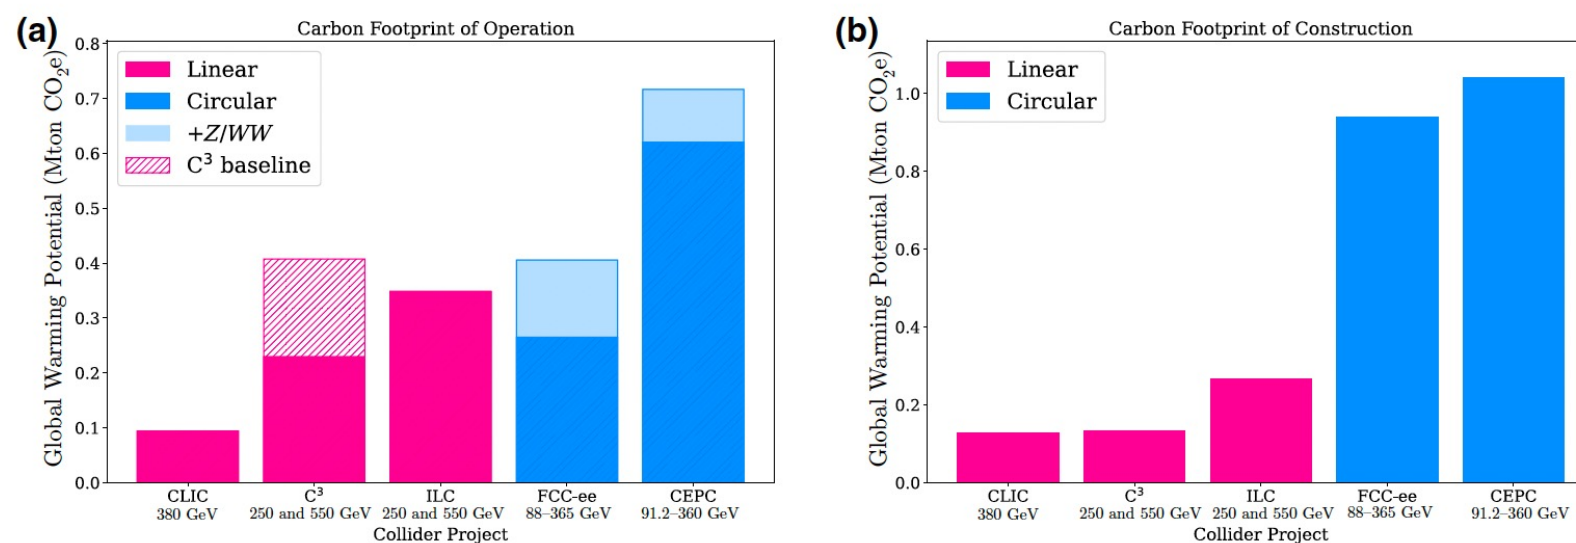 (a)
Carbon Footprint of Operation
Global Warming Potential (Mton CO₂e)
0.8
0.7
0.6
0.5
0.4
0.3
0.2
0.1
0.0
Linear
Circular
+Z/WW
C³ baseline
CLIC
380 GeV
C³
250 and 550 GeV
ILC
250 and 550 GeV
FCC-ee
88–365 GeV
CEPC
91.2–360 GeV
Collider Project
(b)
Carbon Footprint of Construction
Global Warming Potential (Mton CO₂e)
1.0
0.8
0.6
0.4
0.2
0.0
Linear
Circular
CLIC
380 GeV
C³
250 and 550 GeV
ILC
250 and 550 GeV
FCC-ee
88–365 GeV
CEPC
91.2–360 GeV
Collider Project